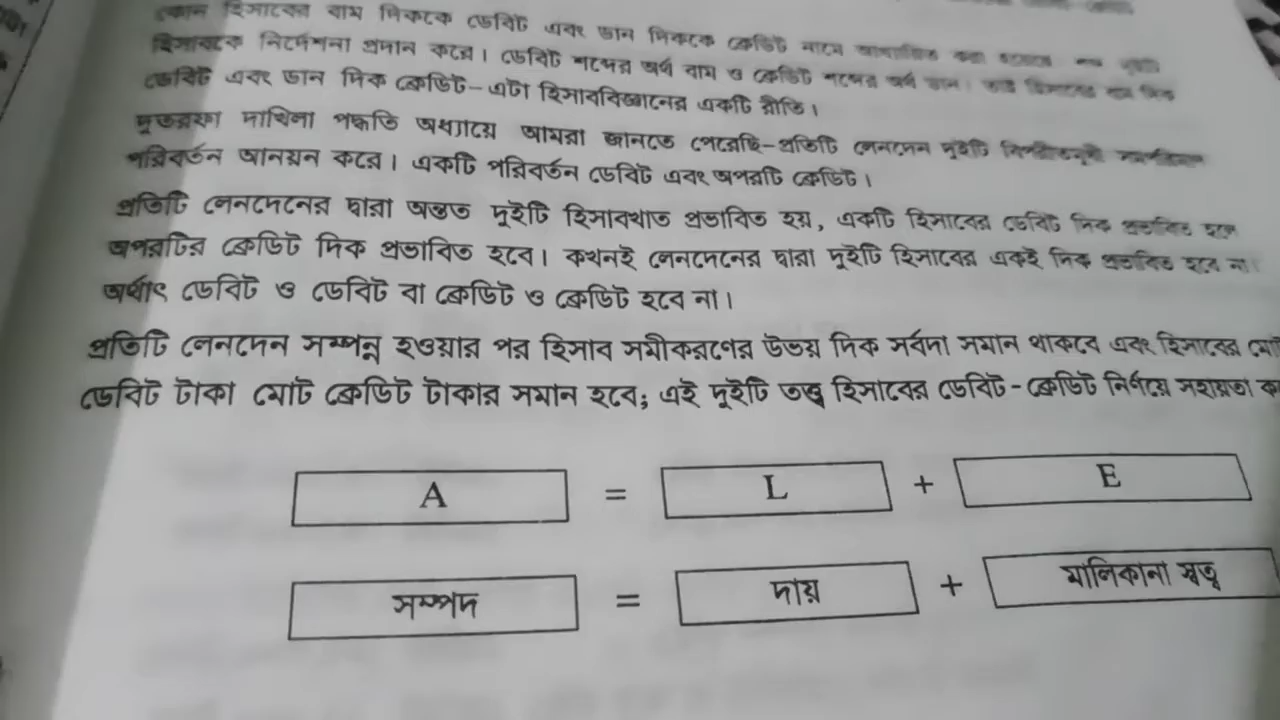 কোন হিসাবের বাম দিককে ডেবিট এবং ডান দিককে ক্রেডিট নামে
হিসাবকে নির্দেশনা প্রদান করে। ডেবিট শব্দের অর্থ বাম ও ক্রেডিট শব্দের অর্থ ডান। তাই হিসাবের বাম দিক
ডেবিট এবং ডান দিক ক্রেডিট-এটা হিসাববিজ্ঞানের একটি রীতি।
দুতরফা দাখিলা পদ্ধতি অধ্যায়ে আমরা জানতে পেরেছি-প্রতিটি লেনদেন দুইটি
পরিবর্তন আনয়ন করে। একটি পরিবর্তন ডেবিট এবং অপরটি ক্রেডিট।
প্রতিটি লেনদেনের দ্বারা অন্তত দুইটি হিসাবখাত প্রভাবিত হয়, একটি হিসাবের ডেবিট দিক প্রভাবিত হলে
অপরটির ক্রেডিট দিক প্রভাবিত হবে। কখনই লেনদেনের দ্বারা দুইটি হিসাবের একই দিক প্রভাবিত হবে না।
অর্থাৎ ডেবিট ও ডেবিট বা ক্রেডিট ও ক্রেডিট হবে না।
প্রতিটি লেনদেন সম্পন্ন হওয়ার পর হিসাব সমীকরণের উভয় দিক সর্বদা সমান থাকবে এবং হিসাবের মো
ডেবিট টাকা মোট ক্রেডিট টাকার সমান হবে; এই দুইটি তত্ত্ব হিসাবের ডেবিট-ক্রেডিট নির্ণয়ে সহায়তা ক
A = L + E
সম্পদ = দায় + মালিকানা স্বত্ব